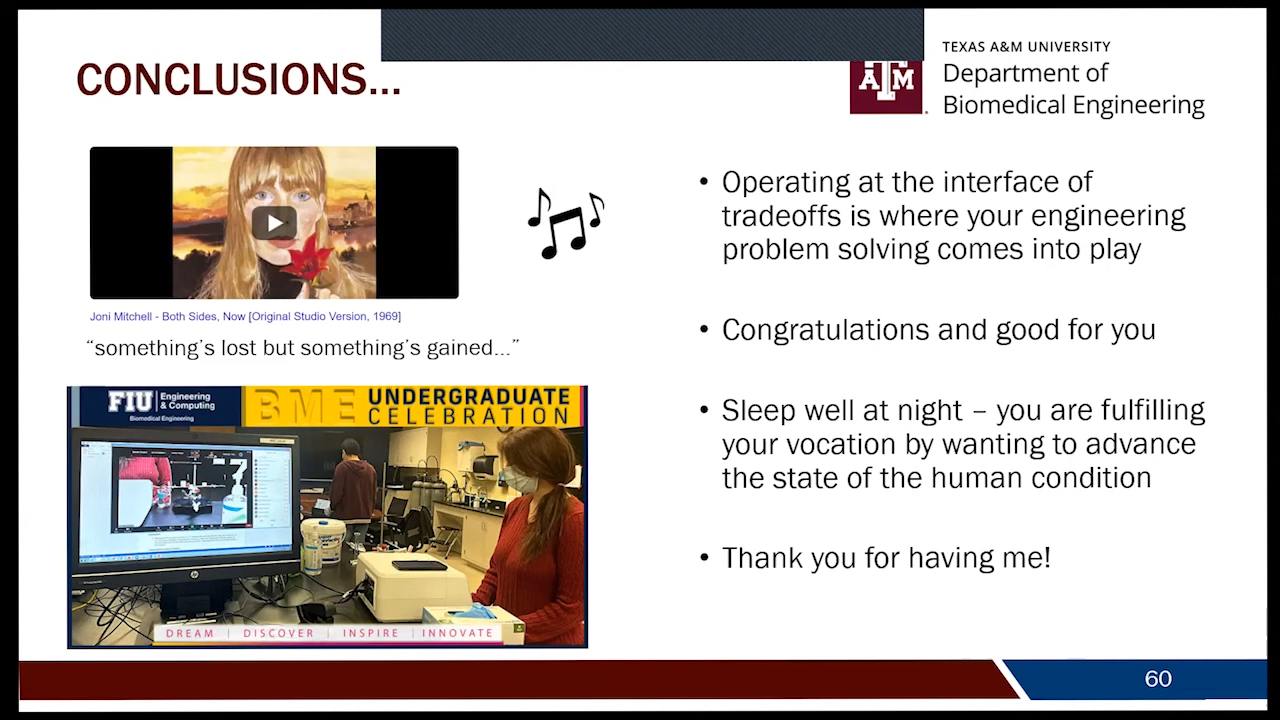 CONCLUSIONS...
TEXAS A&M UNIVERSITY
Department of
Biomedical Engineering
ATM
Joni Mitchell - Both Sides, Now [Original Studio Version, 1969]
“something’s lost but something’s gained...”
FIU Engineering
& Computing
Biomedical Engineering
BME UNDERGRADUATE
CELEBRATION
hp
DREAM | DISCOVER | INSPIRE | INNOVATE
• Operating at the interface of
tradeoffs is where your engineering
problem solving comes into play
• Congratulations and good for you
• Sleep well at night – you are fulfilling
your vocation by wanting to advance
the state of the human condition
• Thank you for having me!
60